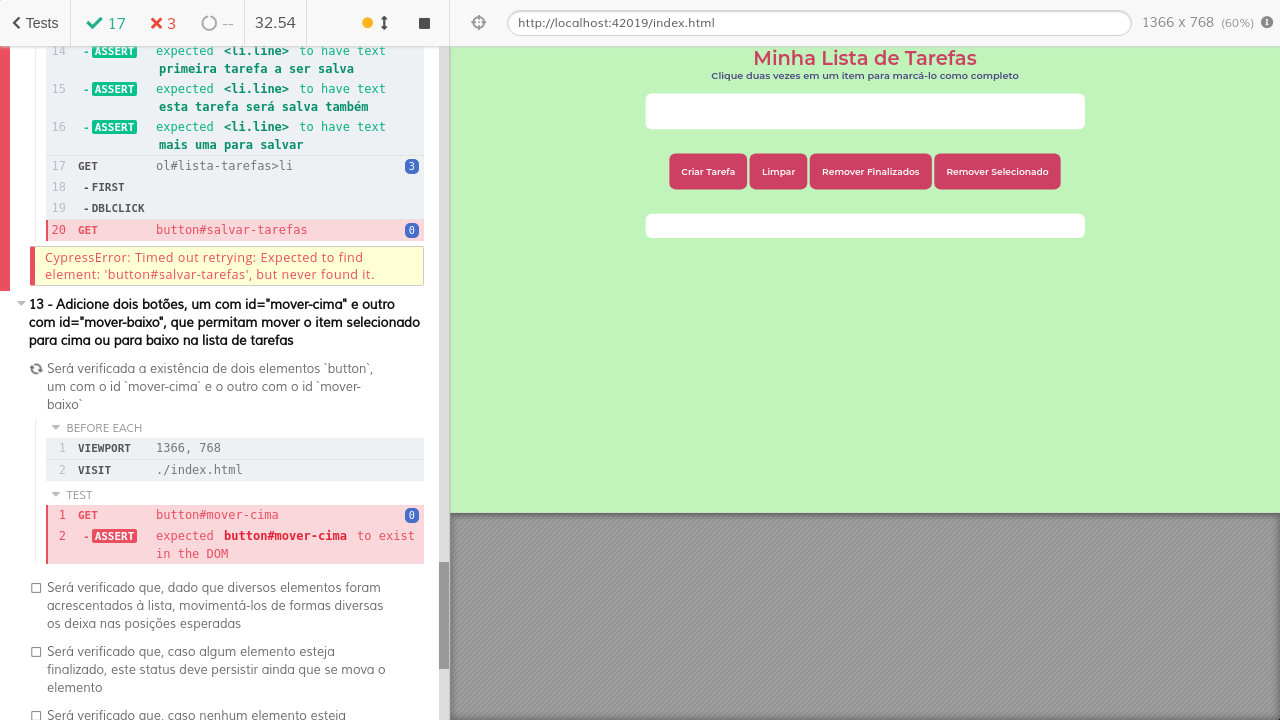 Tests
17
3
--
32.54
http://localhost:42019/index.html
1366 x 768 (60%)
14 - ASSERT expected <li.line> to have text
primeira tarefa a ser salva
15 - ASSERT expected <li.line> to have text
esta tarefa será salva também
16 - ASSERT expected <li.line> to have text
mais uma para salvar
17 GET ol#lista-tarefas>li 3
18 - FIRST
19 - DBLCLICK
20 GET button#salvar-tarefas 0
CypressError: Timed out retrying: Expected to find
element: 'button#salvar-tarefas', but never found it.
13 - Adicione dois botões, um com id="mover-cima" e outro
com id="mover-baixo", que permitam mover o item selecionado
para cima ou para baixo na lista de tarefas
Será verificada a existência de dois elementos `button`,
um com o id `mover-cima` e o outro com o id `mover-
baixo`
BEFORE EACH
1 VIEWPORT 1366, 768
2 VISIT ./index.html
TEST
1 GET button#mover-cima 0
2 - ASSERT expected button#mover-cima to exist
in the DOM
Será verificado que, dado que diversos elementos foram
acrescentados à lista, movimentá-los de formas diversas
os deixa nas posições esperadas
Será verificado que, caso algum elemento esteja
finalizado, este status deve persistir ainda que se mova o
elemento
Será verificado que, caso nenhum elemento esteja
Minha Lista de Tarefas
Clique duas vezes em um item para marcá-lo como completo
Criar Tarefa
Limpar
Remover Finalizados
Remover Selecionado